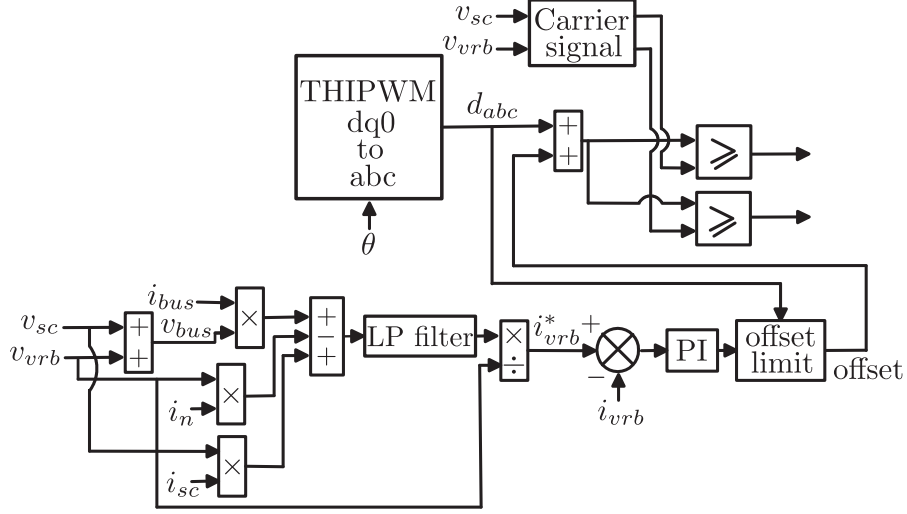 v_sc
v_vrb
Carrier
signal
THIPWM
dq0
to
abc
d_abc
+
+
≥
≥
θ
v_sc
v_vrb
+
+
i_bus
v_bus
×
i_n
×
i_sc
×
+
−
+
LP filter
×
÷
i*_vrb
+
−
i_vrb
PI
offset
limit
offset